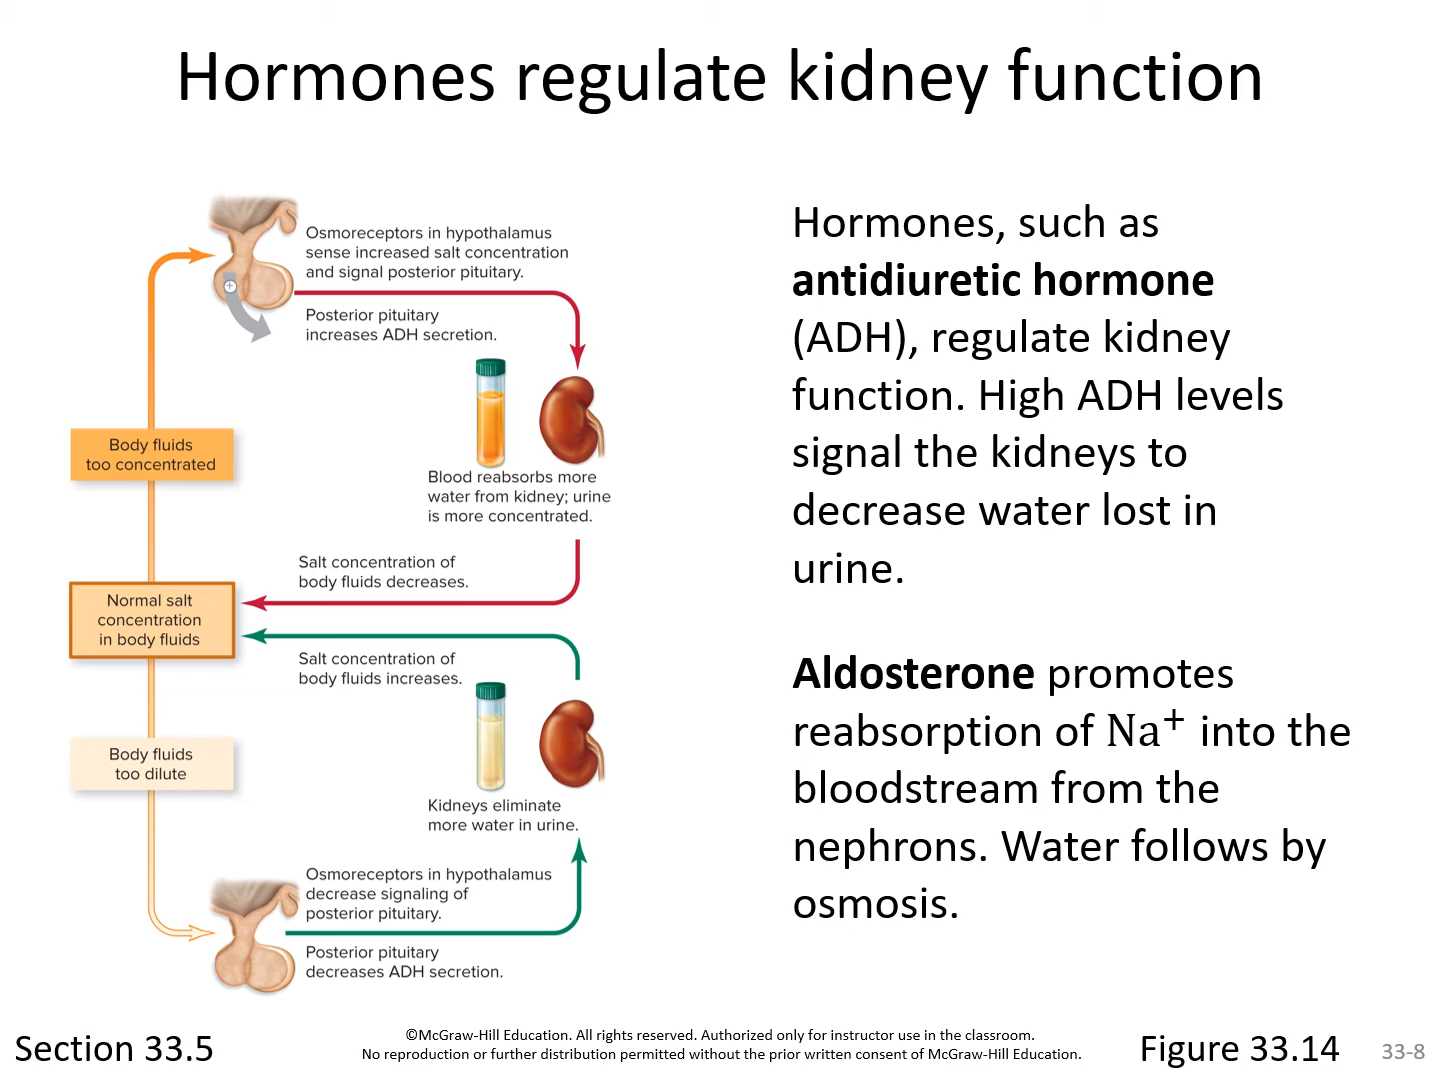 Hormones regulate kidney function
Osmoreceptors in hypothalamus
sense increased salt concentration
and signal posterior pituitary.
Posterior pituitary
increases ADH secretion.
Body fluids
too concentrated
Blood reabsorbs more
water from kidney; urine
is more concentrated.
Salt concentration of
body fluids decreases.
Normal salt
concentration
in body fluids
Salt concentration of
body fluids increases.
Body fluids
too dilute
Kidneys eliminate
more water in urine.
Osmoreceptors in hypothalamus
decrease signaling of
posterior pituitary.
Posterior pituitary
decreases ADH secretion.
Hormones, such as
antidiuretic hormone
(ADH), regulate kidney
function. High ADH levels
signal the kidneys to
decrease water lost in
urine.
Aldosterone promotes
reabsorption of Na⁺ into the
bloodstream from the
nephrons. Water follows by
osmosis.
Section 33.5
©McGraw-Hill Education. All rights reserved. Authorized only for instructor use in the classroom.
No reproduction or further distribution permitted without the prior written consent of McGraw-Hill Education.
Figure 33.14
33-8